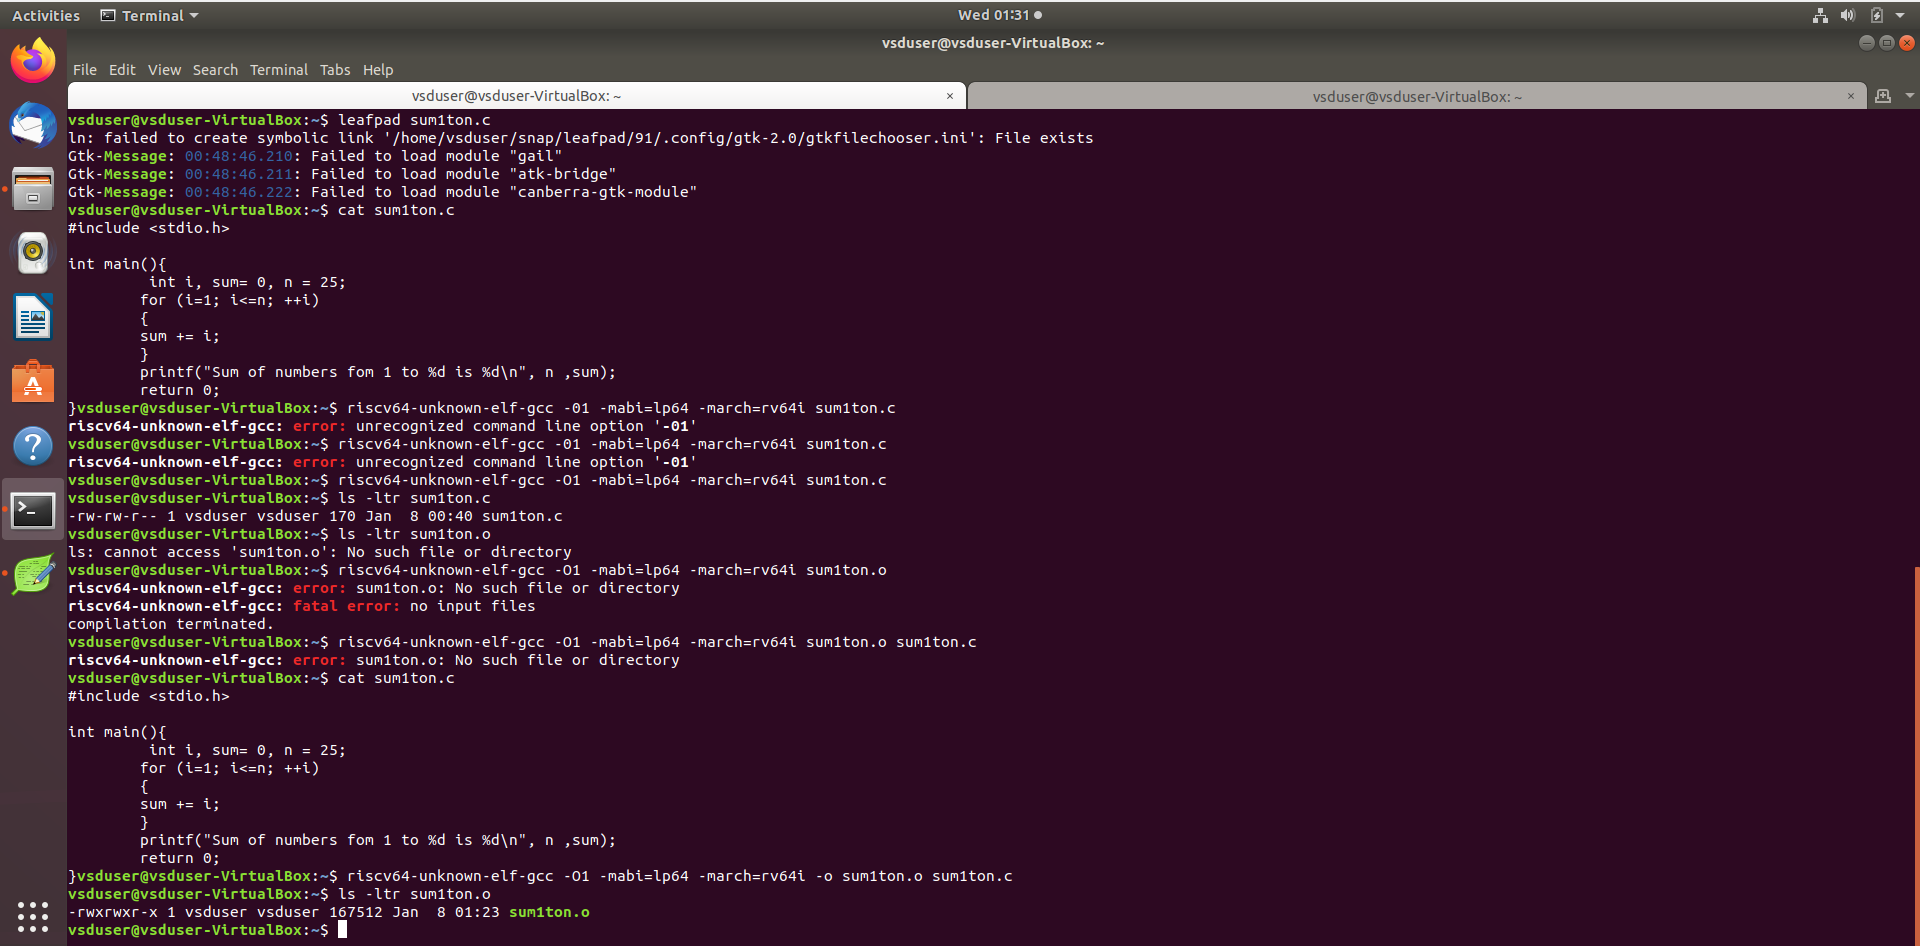 Activities Terminal Wed 01:31
vsduser@vsduser-VirtualBox: ~
File Edit View Search Terminal Tabs Help
vsduser@vsduser-VirtualBox: ~ × vsduser@vsduser-VirtualBox: ~ ×
vsduser@vsduser-VirtualBox:~$ leafpad sum1ton.c
ln: failed to create symbolic link '/home/vsduser/snap/leafpad/91/.config/gtk-2.0/gtkfilechooser.ini': File exists
Gtk-Message: 00:48:46.210: Failed to load module "gail"
Gtk-Message: 00:48:46.211: Failed to load module "atk-bridge"
Gtk-Message: 00:48:46.222: Failed to load module "canberra-gtk-module"
vsduser@vsduser-VirtualBox:~$ cat sum1ton.c
#include <stdio.h>

int main(){
         int i, sum= 0, n = 25;
        for (i=1; i<=n; ++i)
        {
        sum += i;
        }
        printf("Sum of numbers fom 1 to %d is %d\n", n ,sum);
        return 0;
}vsduser@vsduser-VirtualBox:~$ riscv64-unknown-elf-gcc -01 -mabi=lp64 -march=rv64i sum1ton.c
riscv64-unknown-elf-gcc: error: unrecognized command line option '-01'
vsduser@vsduser-VirtualBox:~$ riscv64-unknown-elf-gcc -01 -mabi=lp64 -march=rv64i sum1ton.c
riscv64-unknown-elf-gcc: error: unrecognized command line option '-01'
vsduser@vsduser-VirtualBox:~$ riscv64-unknown-elf-gcc -O1 -mabi=lp64 -march=rv64i sum1ton.c
vsduser@vsduser-VirtualBox:~$ ls -ltr sum1ton.c
-rw-rw-r-- 1 vsduser vsduser 170 Jan  8 00:40 sum1ton.c
vsduser@vsduser-VirtualBox:~$ ls -ltr sum1ton.o
ls: cannot access 'sum1ton.o': No such file or directory
vsduser@vsduser-VirtualBox:~$ riscv64-unknown-elf-gcc -O1 -mabi=lp64 -march=rv64i sum1ton.o
riscv64-unknown-elf-gcc: error: sum1ton.o: No such file or directory
riscv64-unknown-elf-gcc: fatal error: no input files
compilation terminated.
vsduser@vsduser-VirtualBox:~$ riscv64-unknown-elf-gcc -O1 -mabi=lp64 -march=rv64i sum1ton.o sum1ton.c
riscv64-unknown-elf-gcc: error: sum1ton.o: No such file or directory
vsduser@vsduser-VirtualBox:~$ cat sum1ton.c
#include <stdio.h>

int main(){
         int i, sum= 0, n = 25;
        for (i=1; i<=n; ++i)
        {
        sum += i;
        }
        printf("Sum of numbers fom 1 to %d is %d\n", n ,sum);
        return 0;
}vsduser@vsduser-VirtualBox:~$ riscv64-unknown-elf-gcc -O1 -mabi=lp64 -march=rv64i -o sum1ton.o sum1ton.c
vsduser@vsduser-VirtualBox:~$ ls -ltr sum1ton.o
-rwxrwxr-x 1 vsduser vsduser 167512 Jan  8 01:23 sum1ton.o
vsduser@vsduser-VirtualBox:~$